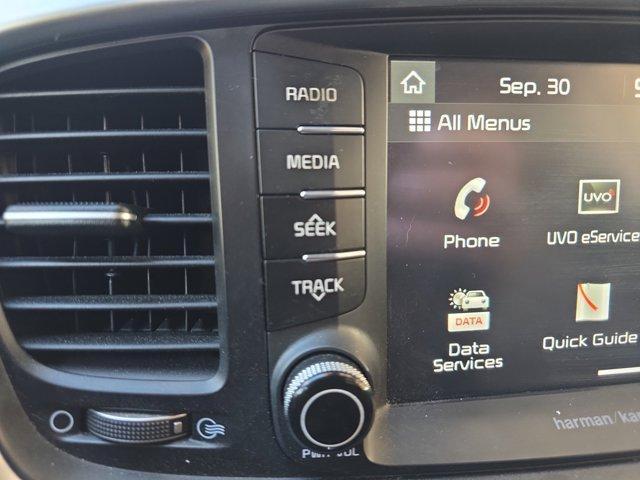 RADIO
MEDIA
SEEK
TRACK
Sep. 30
All Menus
Phone
UVO
UVO eService
DATA
Data
Services
Quick Guide
harman/kar